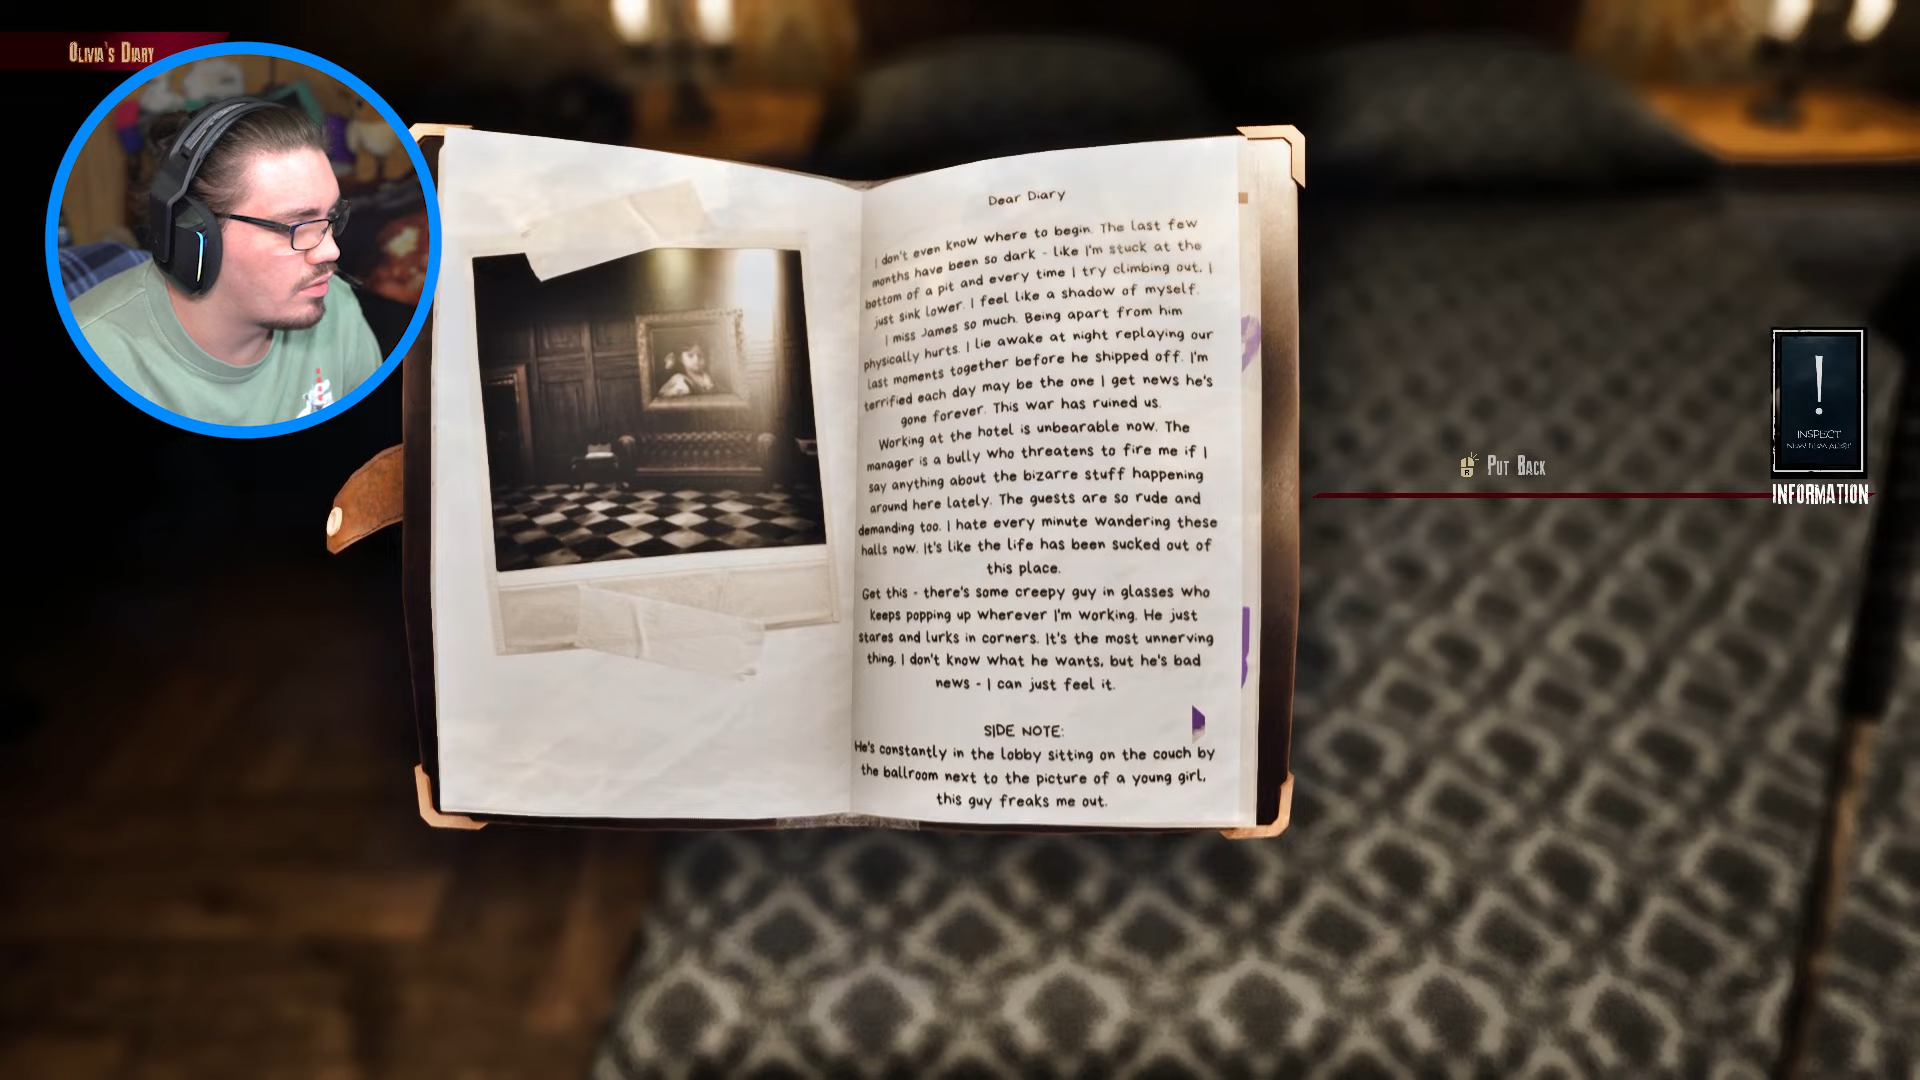 Olivia's Diary
Dear Diary
I don't even know where to begin. The last few
months have been so dark - like I'm stuck at the
bottom of a pit and every time I try climbing out, I
just sink lower. I feel like a shadow of myself.
I miss James so much. Being apart from him
physically hurts. I lie awake at night replaying our
last moments together before he shipped off. I'm
terrified each day may be the one I get news he's
gone forever. This war has ruined us.
Working at the hotel is unbearable now. The
manager is a bully who threatens to fire me if I
say anything about the bizarre stuff happening
around here lately. The guests are so rude and
demanding too. I hate every minute wandering these
halls now. It's like the life has been sucked out of
this place.
Get this - there's some creepy guy in glasses who
keeps popping up wherever I'm working. He just
stares and lurks in corners. It's the most unnerving
thing. I don't know what he wants, but he's bad
news - I can just feel it.
SIDE NOTE:
He's constantly in the lobby sitting on the couch by
the ballroom next to the picture of a young girl,
this guy freaks me out.
R
Put Back
!
INSPECT
INFORMATION